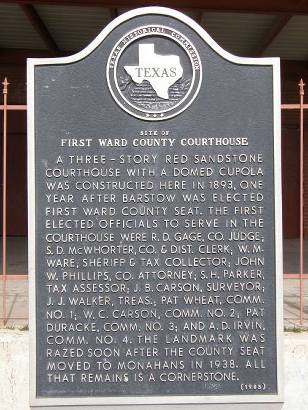 TEXAS HISTORICAL COMMISSION
TEXAS
SITE OF
FIRST WARD COUNTY COURTHOUSE
A THREE-STORY RED SANDSTONE
COURTHOUSE WITH A DOMED CUPOLA
WAS CONSTRUCTED HERE IN 1893, ONE
YEAR AFTER BARSTOW WAS ELECTED
FIRST WARD COUNTY SEAT. THE FIRST
ELECTED OFFICIALS TO SERVE IN THE
COURTHOUSE WERE R. D. GAGE, CO. JUDGE;
S. D. McWHORTER, CO. & DIST. CLERK; W. M.
WARE, SHERIFF & TAX COLLECTOR; JOHN
W. PHILLIPS, CO. ATTORNEY; S. H. PARKER,
TAX ASSESSOR; J. B. CARSON, SURVEYOR;
J. J. WALKER, TREAS.; PAT WHEAT, COMM.
NO. 1; W. C. CARSON, COMM. NO. 2; PAT
DURACKE, COMM. NO. 3; AND A. D. IRVIN,
COMM. NO. 4. THE LANDMARK WAS
RAZED SOON AFTER THE COUNTY SEAT
MOVED TO MONAHANS IN 1938. ALL
THAT REMAINS IS A CORNERSTONE.
(1985)